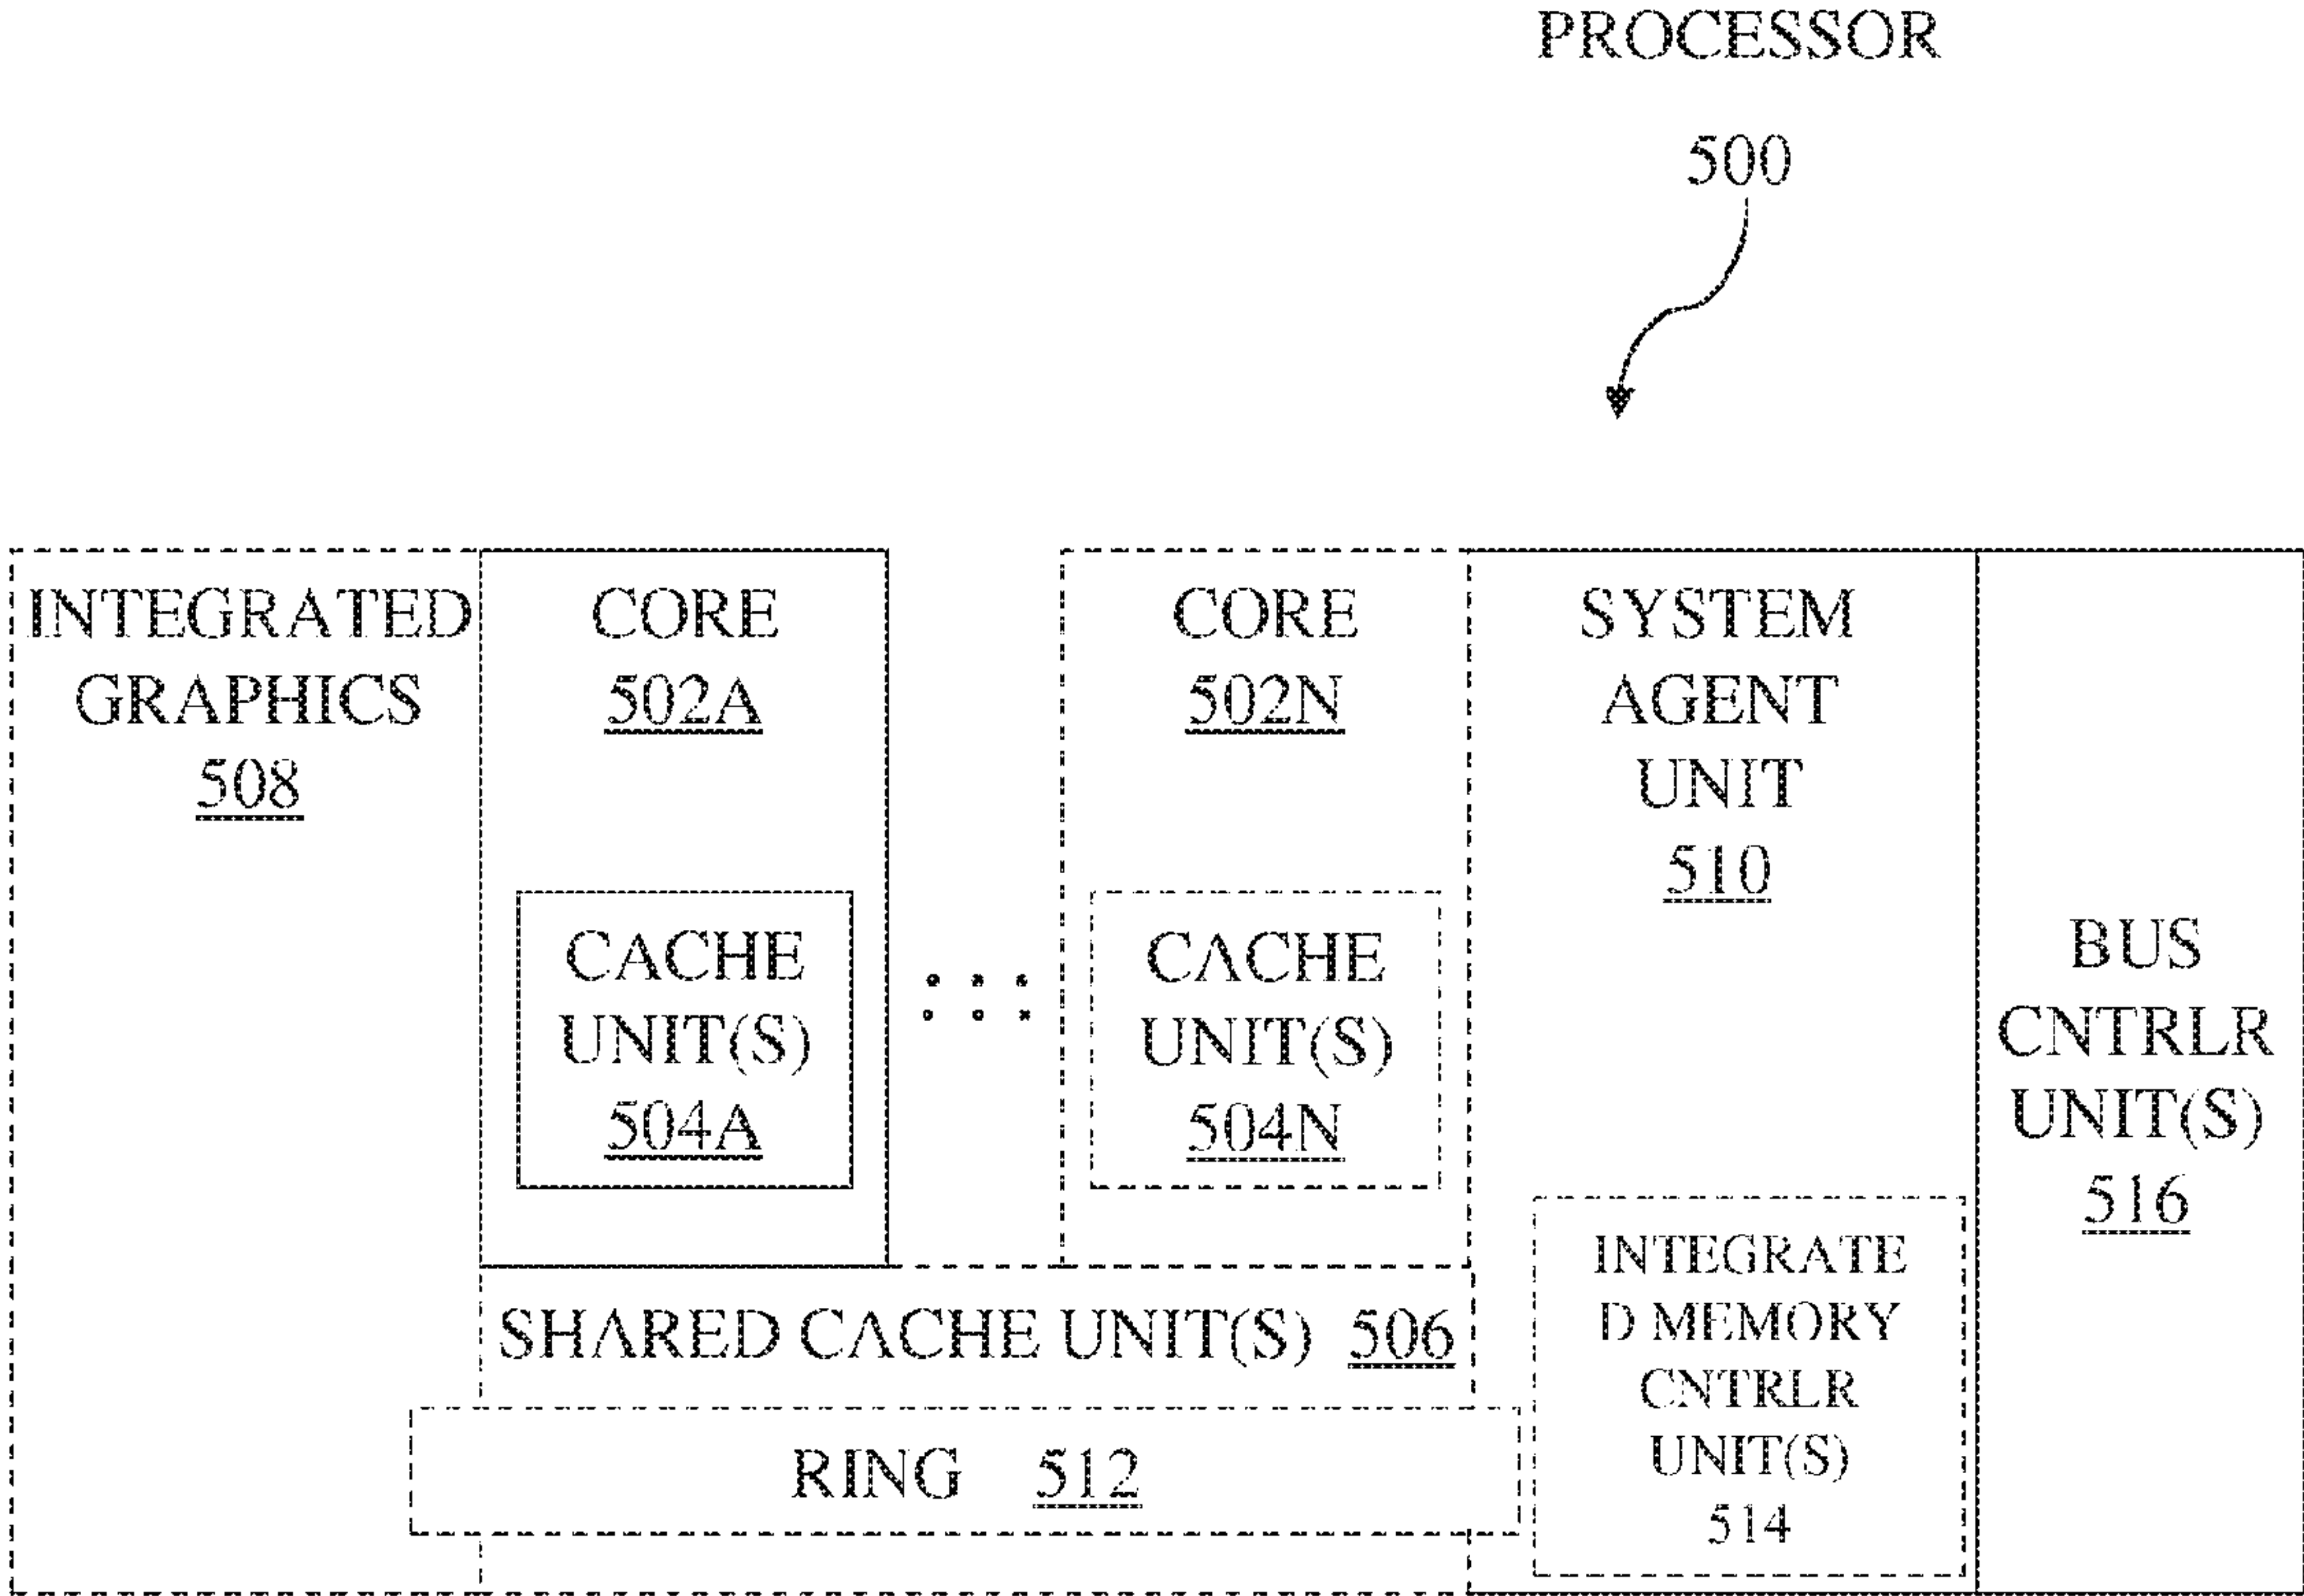 PROCESSOR
500
INTEGRATED
GRAPHICS
508
CORE
502A
CACHE
UNIT(S)
504A
CORE
502N
CACHE
UNIT(S)
504N
SYSTEM
AGENT
UNIT
510
BUS
CNTRLR
UNIT(S)
516
INTEGRATE
D MEMORY
CNTRLR
UNIT(S)
514
SHARED CACHE UNIT(S) 506
RING 512